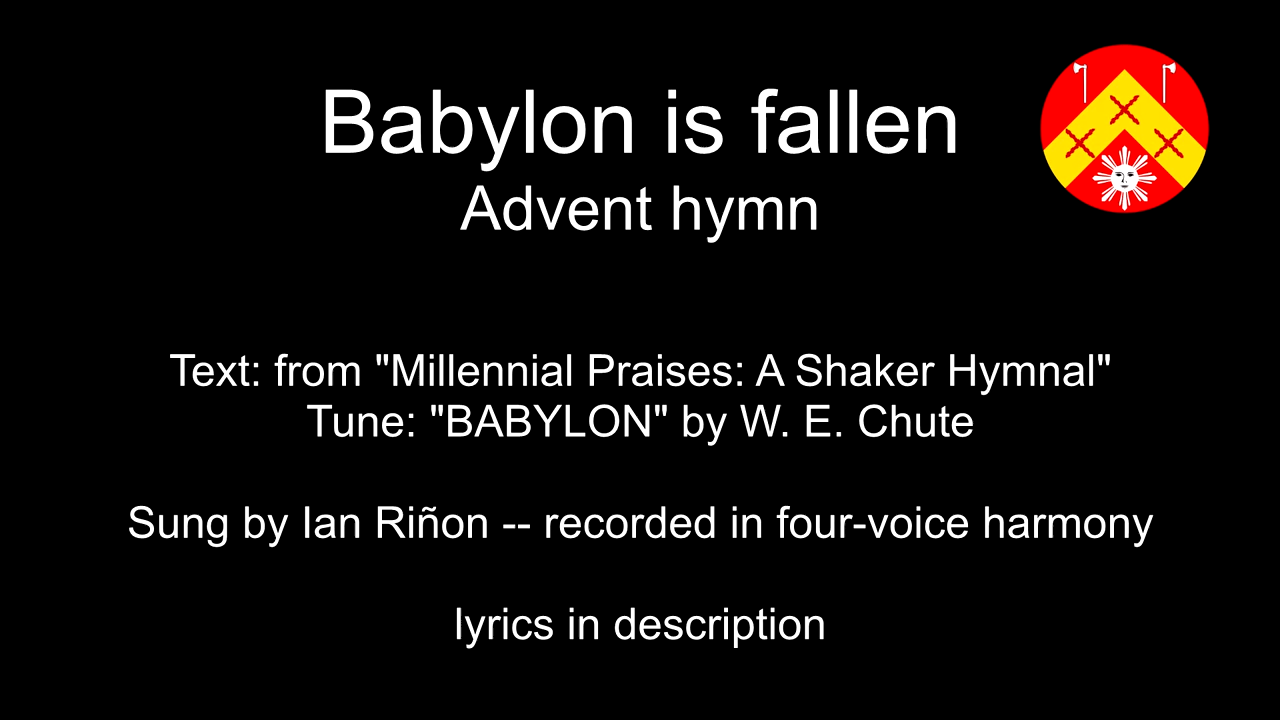 Babylon is fallen
Advent hymn
Text: from "Millennial Praises: A Shaker Hymnal"
Tune: "BABYLON" by W. E. Chute
Sung by Ian Riñon -- recorded in four-voice harmony
lyrics in description